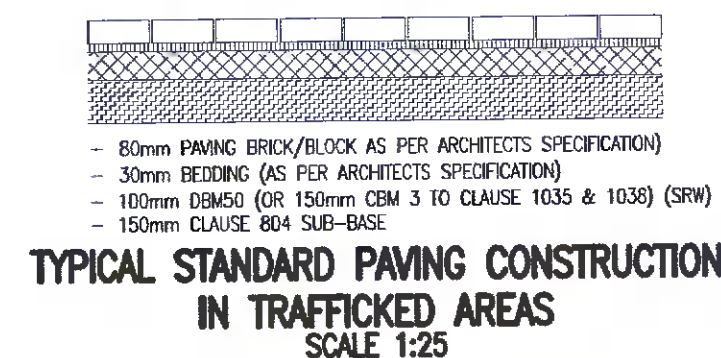 - 80mm PAVING BRICK/BLOCK AS PER ARCHITECTS SPECIFICATION)
- 30mm BEDDING (AS PER ARCHITECTS SPECIFICATION)
- 100mm DBM50 (OR 150mm CBM 3 TO CLAUSE 1035 & 1038) (SRW)
- 150mm CLAUSE 804 SUB-BASE
TYPICAL STANDARD PAVING CONSTRUCTION
IN TRAFFICKED AREAS
SCALE 1:25